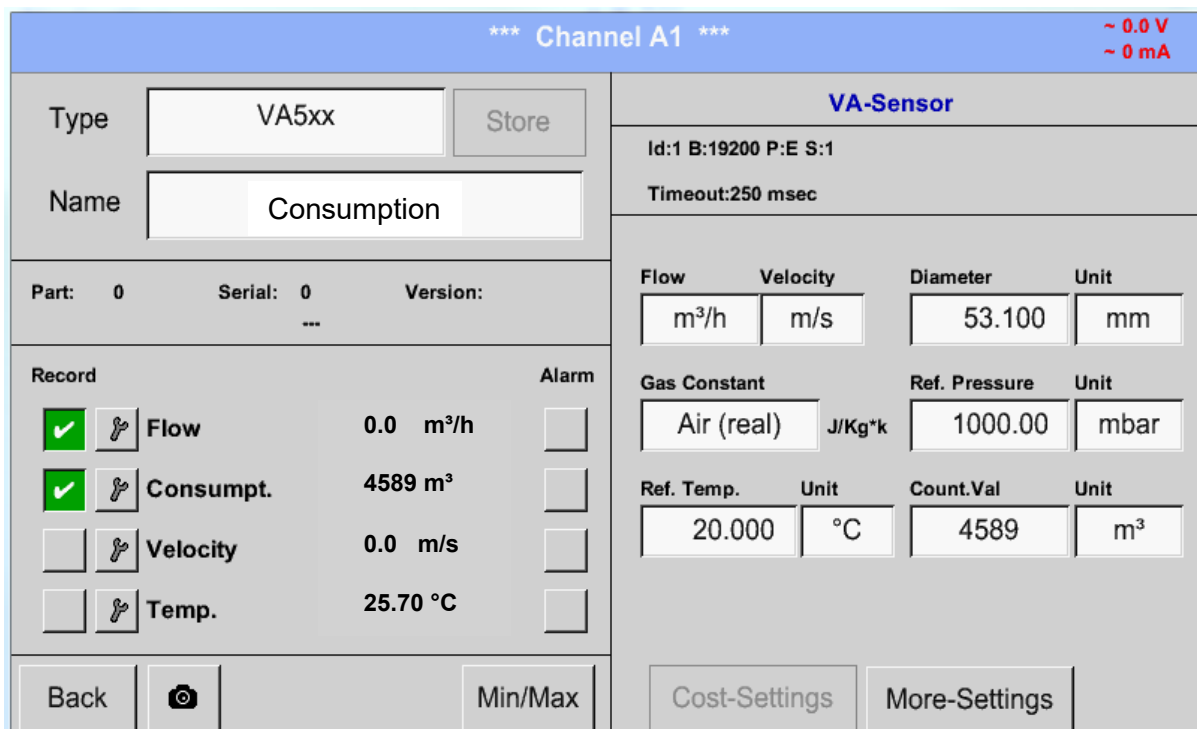 *** Channel A1 ***
~ 0.0 V
~ 0 mA
Type VA5xx Store
Name Consumption
Part: 0 Serial: 0 Version:
---
Record Alarm
Flow 0.0 m³/h
Consumpt. 4589 m³
Velocity 0.0 m/s
Temp. 25.70 °C
Back Min/Max
VA-Sensor
Id:1 B:19200 P:E S:1
Timeout:250 msec
Flow Velocity Diameter Unit
m³/h m/s 53.100 mm
Gas Constant Ref. Pressure Unit
Air (real) J/Kg*k 1000.00 mbar
Ref. Temp. Unit Count.Val Unit
20.000 °C 4589 m³
Cost-Settings More-Settings